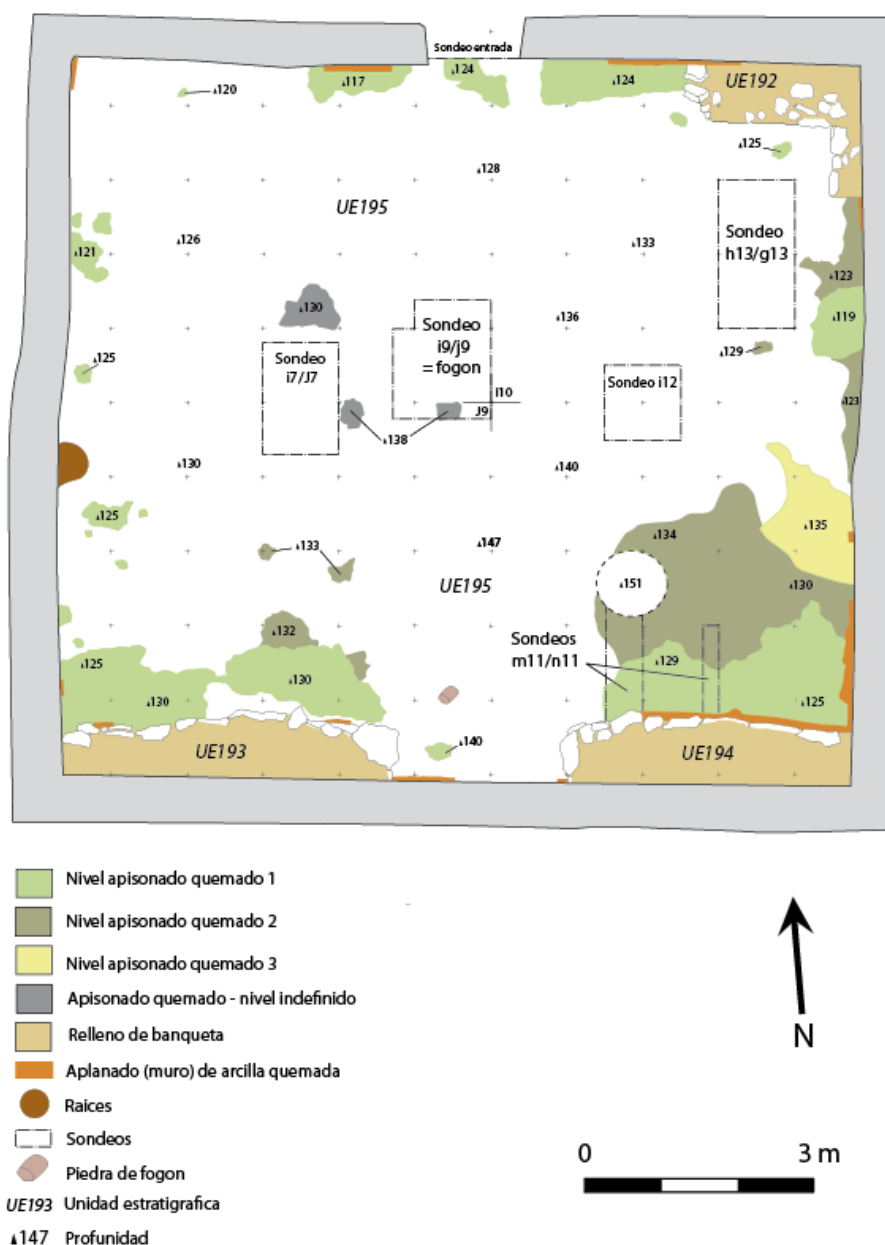 Sondeo entrada
▲117
▲124
▲124
UE192
▲120
▲125
▲128
UE195
▲126
▲133
Sondeo
h13/g13
▲121
▲123
▲130
▲136
▲119
Sondeo
i9/j9
= fogon
▲129
▲125
Sondeo
i7/J7
Sondeo i12
I10
J9
▲123
▲138
▲130
▲140
▲125
▲135
▲134
▲133
▲147
▲151
▲130
UE195
▲132
Sondeos
m11/n11
▲129
▲125
▲130
▲130
▲125
▲140
UE193
UE194
Nivel apisonado quemado 1
Nivel apisonado quemado 2
Nivel apisonado quemado 3
Apisonado quemado - nivel indefinido
Relleno de banqueta
Aplanado (muro) de arcilla quemada
Raices
Sondeos
Piedra de fogon
UE193 Unidad estratigrafica
▲147 Profunidad
N
0 3 m